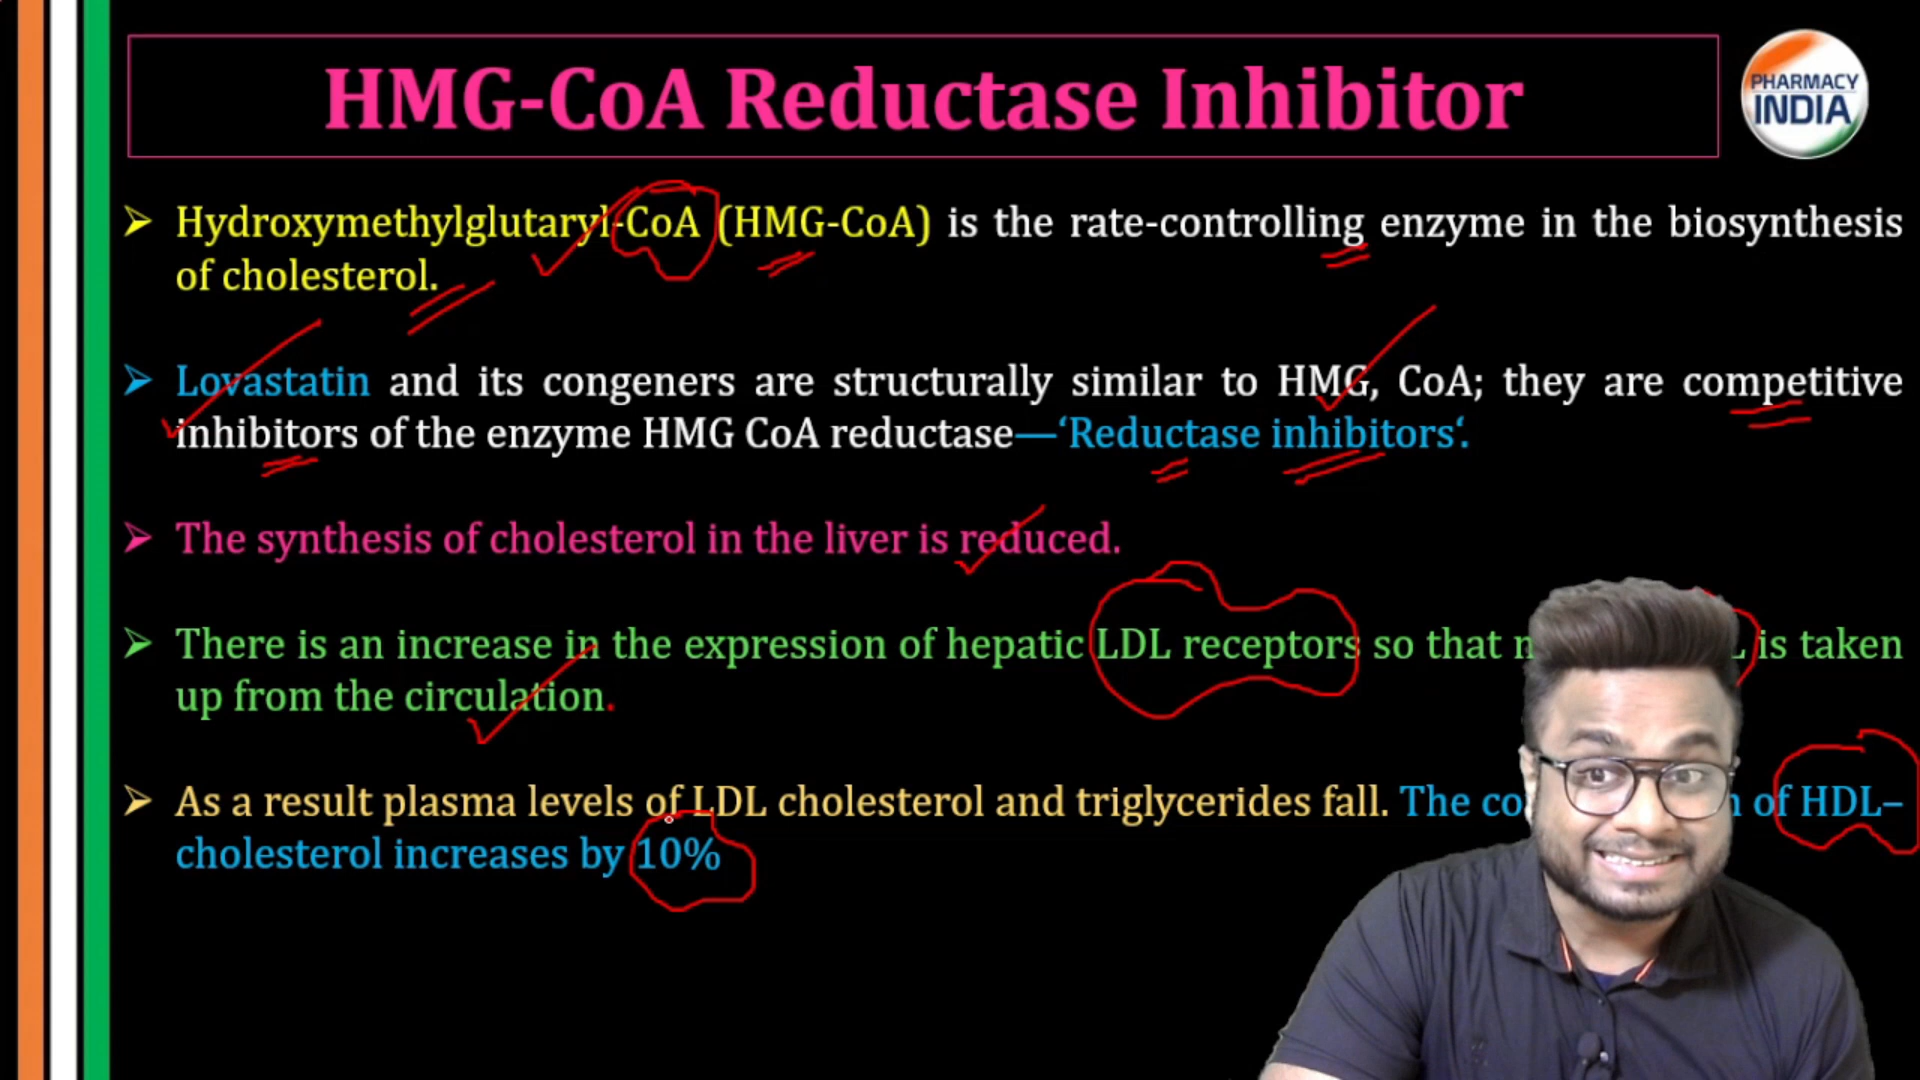 HMG-CoA Reductase Inhibitor
PHARMACY
INDIA
Hydroxymethylglutaryl-CoA (HMG-CoA) is the rate-controlling enzyme in the biosynthesis
of cholesterol.
Lovastatin and its congeners are structurally similar to HMG, CoA; they are competitive
inhibitors of the enzyme HMG CoA reductase—‘Reductase inhibitors‘.
The synthesis of cholesterol in the liver is reduced.
There is an increase in the expression of hepatic LDL receptors so that is taken
up from the circulation.
As a result plasma levels of LDL cholesterol and triglycerides fall. The of HDL–
cholesterol increases by 10%